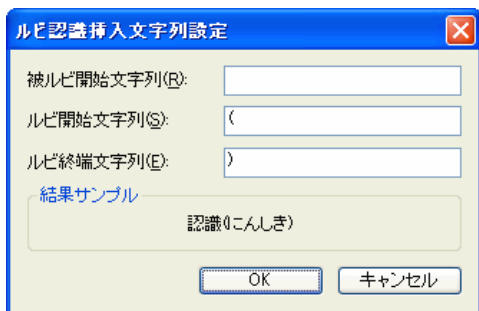 ルビ認識挿入文字列設定
被ルビ開始文字列(R):
ルビ開始文字列(S): (
ルビ終端文字列(E): )
結果サンプル
認識(にんしき)
OK キャンセル